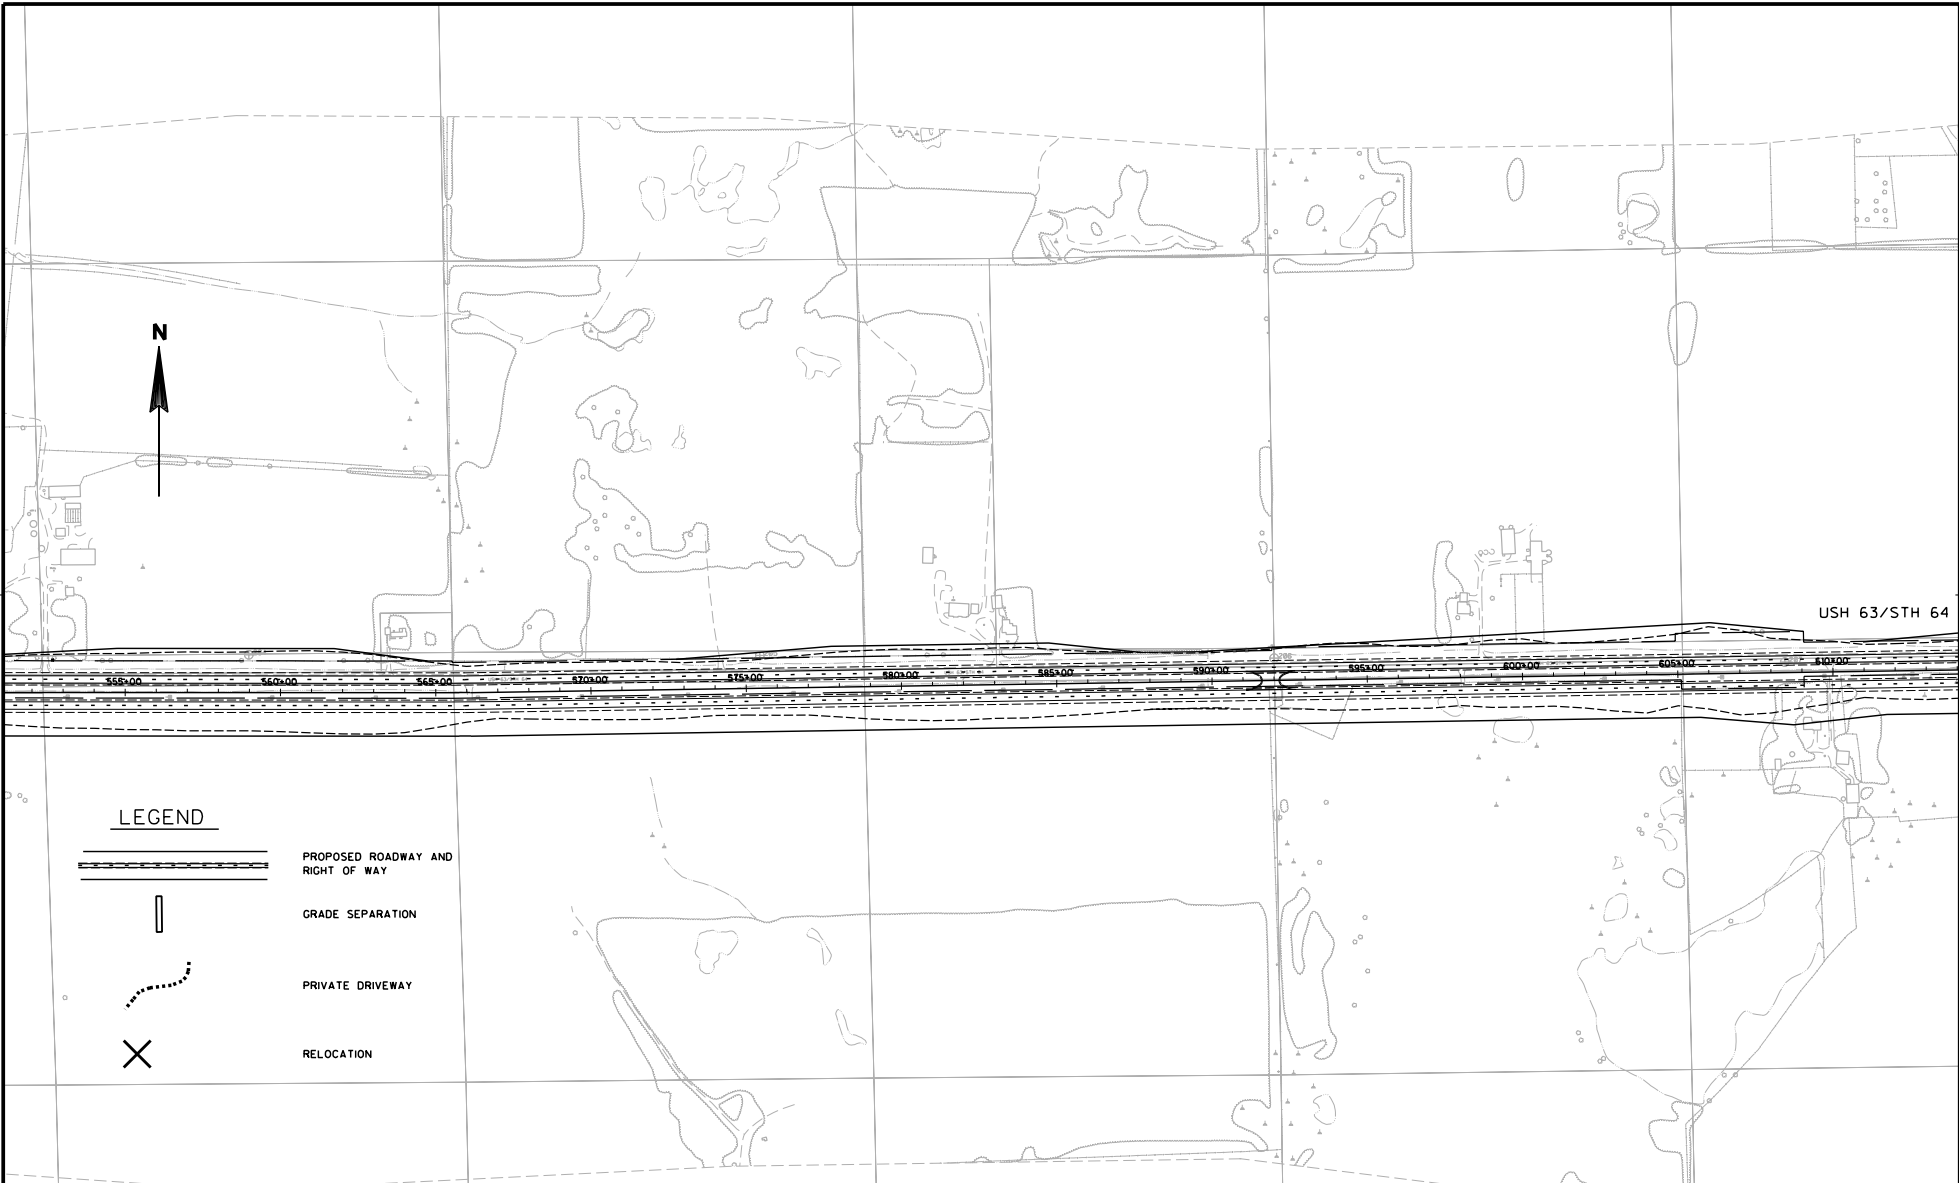 N
USH 63/STH 64
555+00
560+00
565+00
570+00
575+00
580+00
585+00
590+00
595+00
600+00
605+00
610+00
LEGEND
PROPOSED ROADWAY AND
RIGHT OF WAY
GRADE SEPARATION
PRIVATE DRIVEWAY
RELOCATION